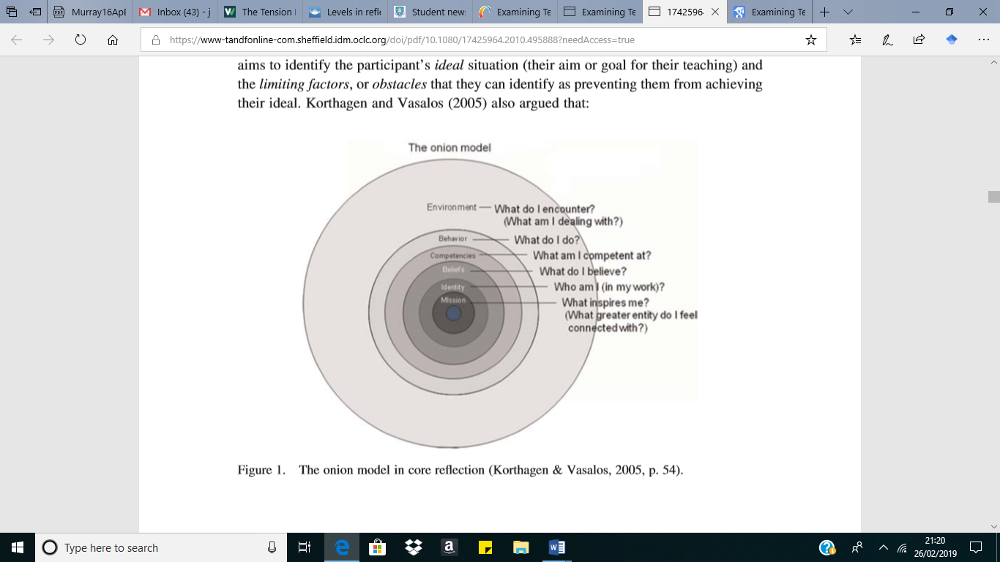 Murray16ApE
Inbox (43) - j
The Tension I
Levels in refle
Student news
Examining Te
Examining Te
17425964
Examining Te
https://www-tandfonline-com.sheffield.idm.oclc.org/doi/pdf/10.1080/17425964.2010.495888?needAccess=true
aims to identify the participant's ideal situation (their aim or goal for their teaching) and
the limiting factors, or obstacles that they can identify as preventing them from achieving
their ideal. Korthagen and Vasalos (2005) also argued that:
The onion model
Environment — What do I encounter?
(What am I dealing with?)
Behavior What do I do?
Competencies What am I competent at?
Beliefs What do I believe?
Identity Who am I (in my work)?
Mission What inspires me?
(What greater entity do I feel
connected with?)
Figure 1. The onion model in core reflection (Korthagen & Vasalos, 2005, p. 54).
Type here to search
21:20
26/02/2019